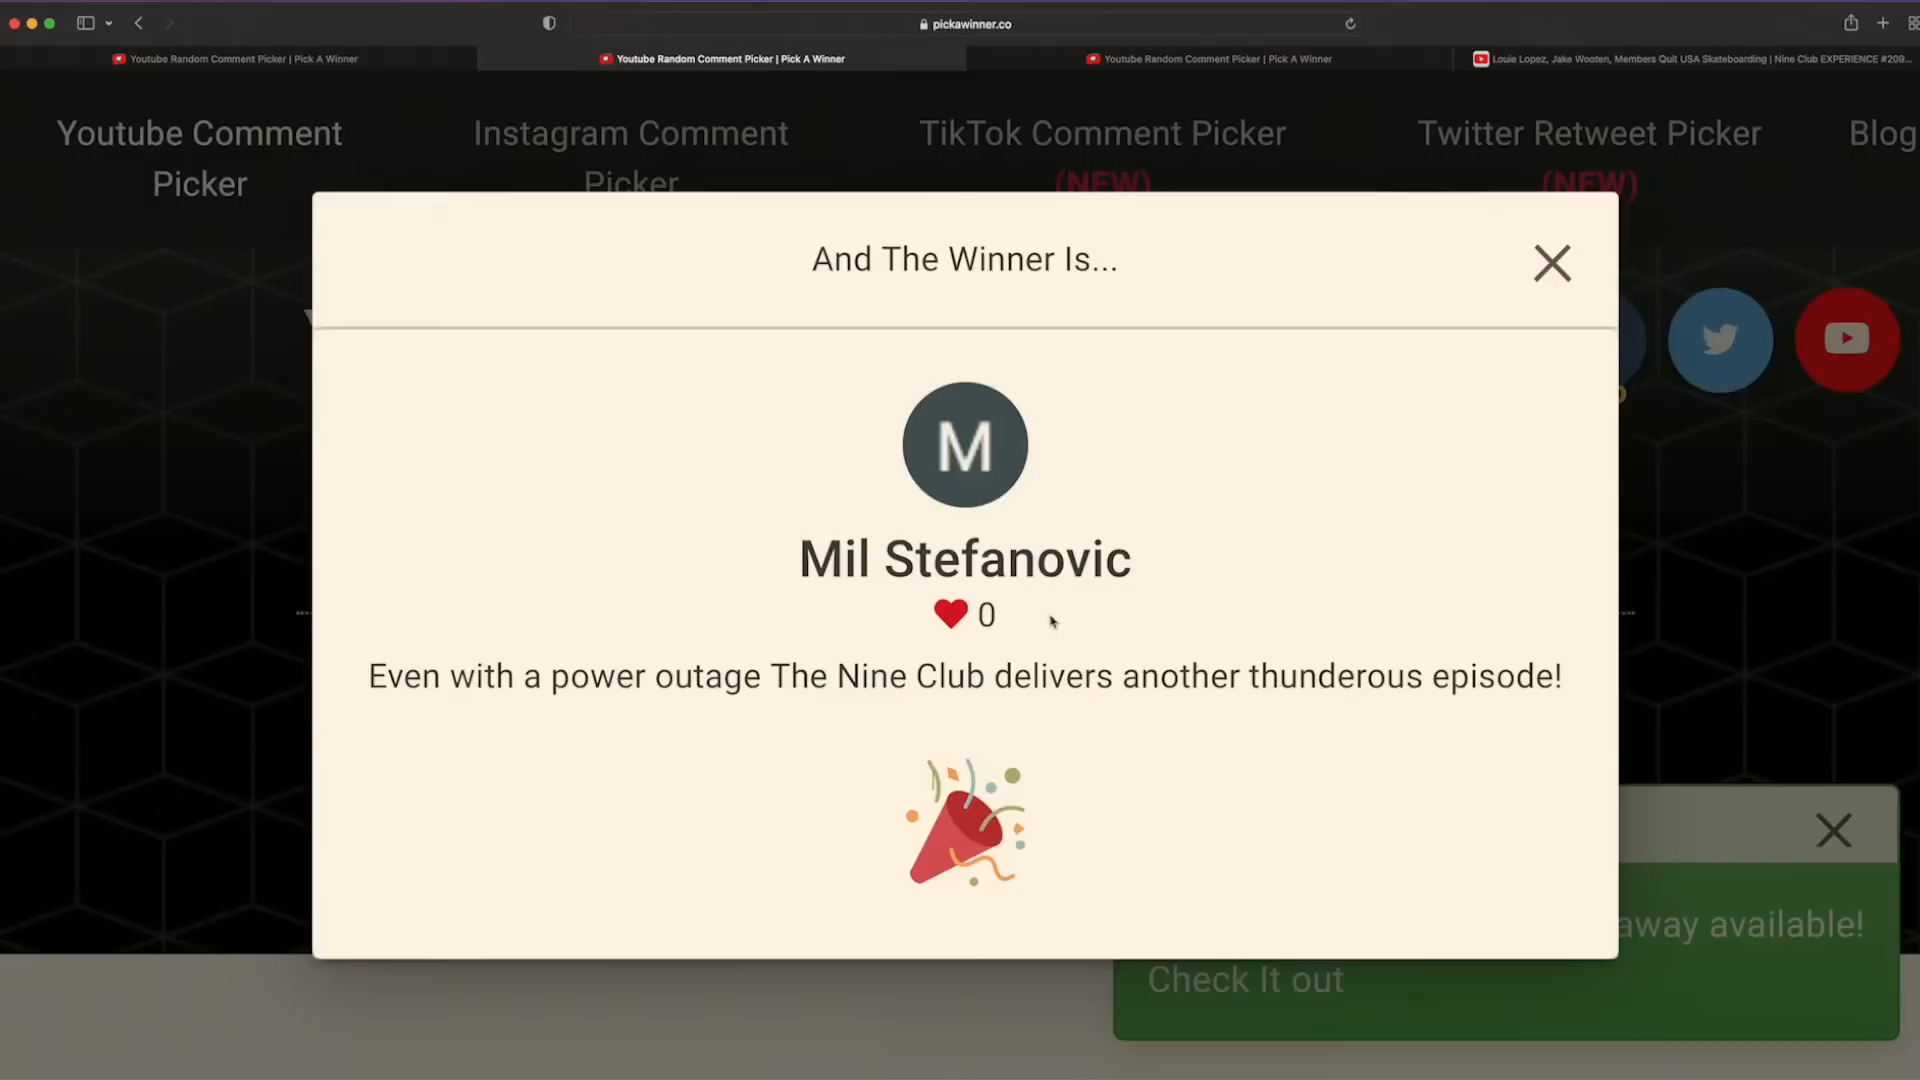 pickawinner.co
Youtube Random Comment Picker | Pick A Winner
Youtube Random Comment Picker | Pick A Winner
Youtube Random Comment Picker | Pick A Winner
Louie Lopez, Jake Wooten, Members Quit USA Skateboarding | Nine Club EXPERIENCE #209...
Youtube Comment
Picker
Instagram Comment
Picker
TikTok Comment Picker
(NEW)
Twitter Retweet Picker
(NEW)
Blog
And The Winner Is...
M
Mil Stefanovic
0
Even with a power outage The Nine Club delivers another thunderous episode!
away available!
Check It out